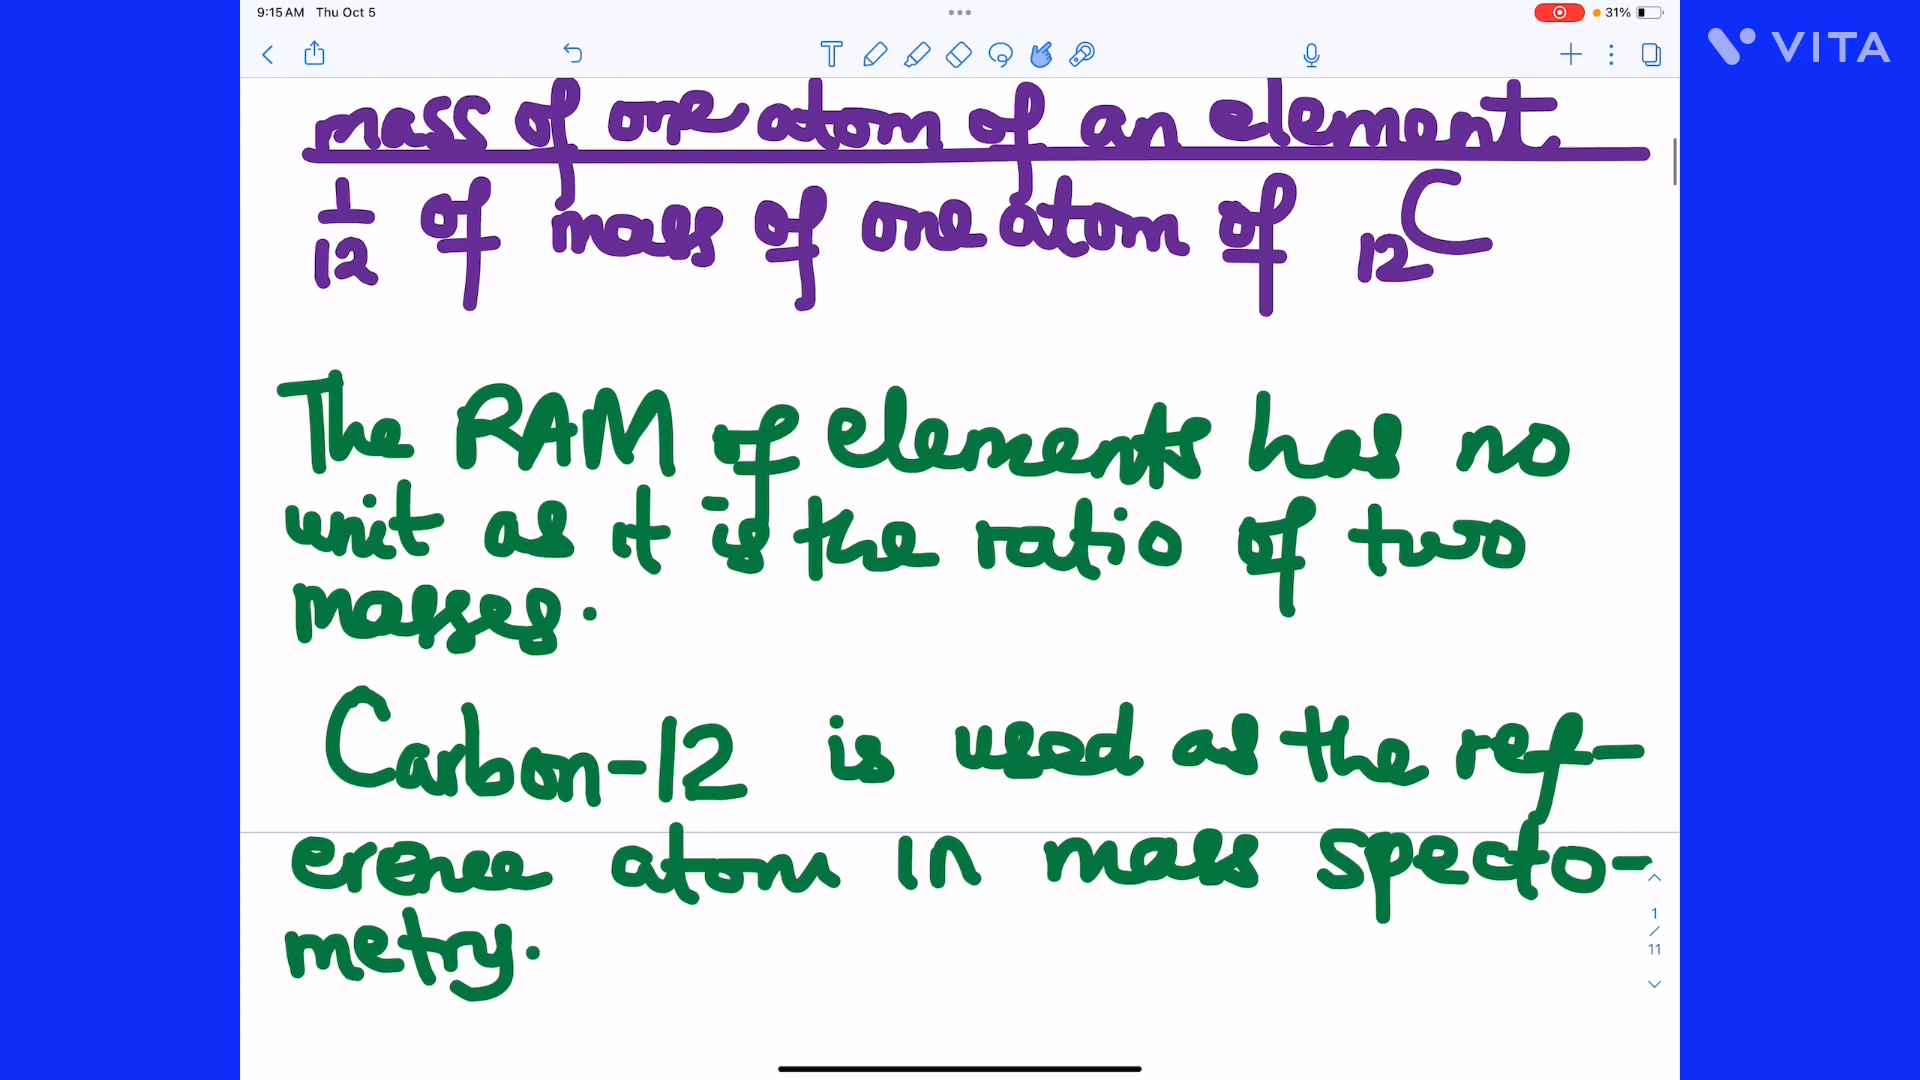 9:15 AM Thu Oct 5
31%
VITA
mass of one atom of an element.
1/12 of mass of one atom of 12C
The RAM of elements has no
unit as it is the ratio of two
masses.
Carbon-12 is used as the ref-
erence atom in mass specto-
metry.
1
/
11